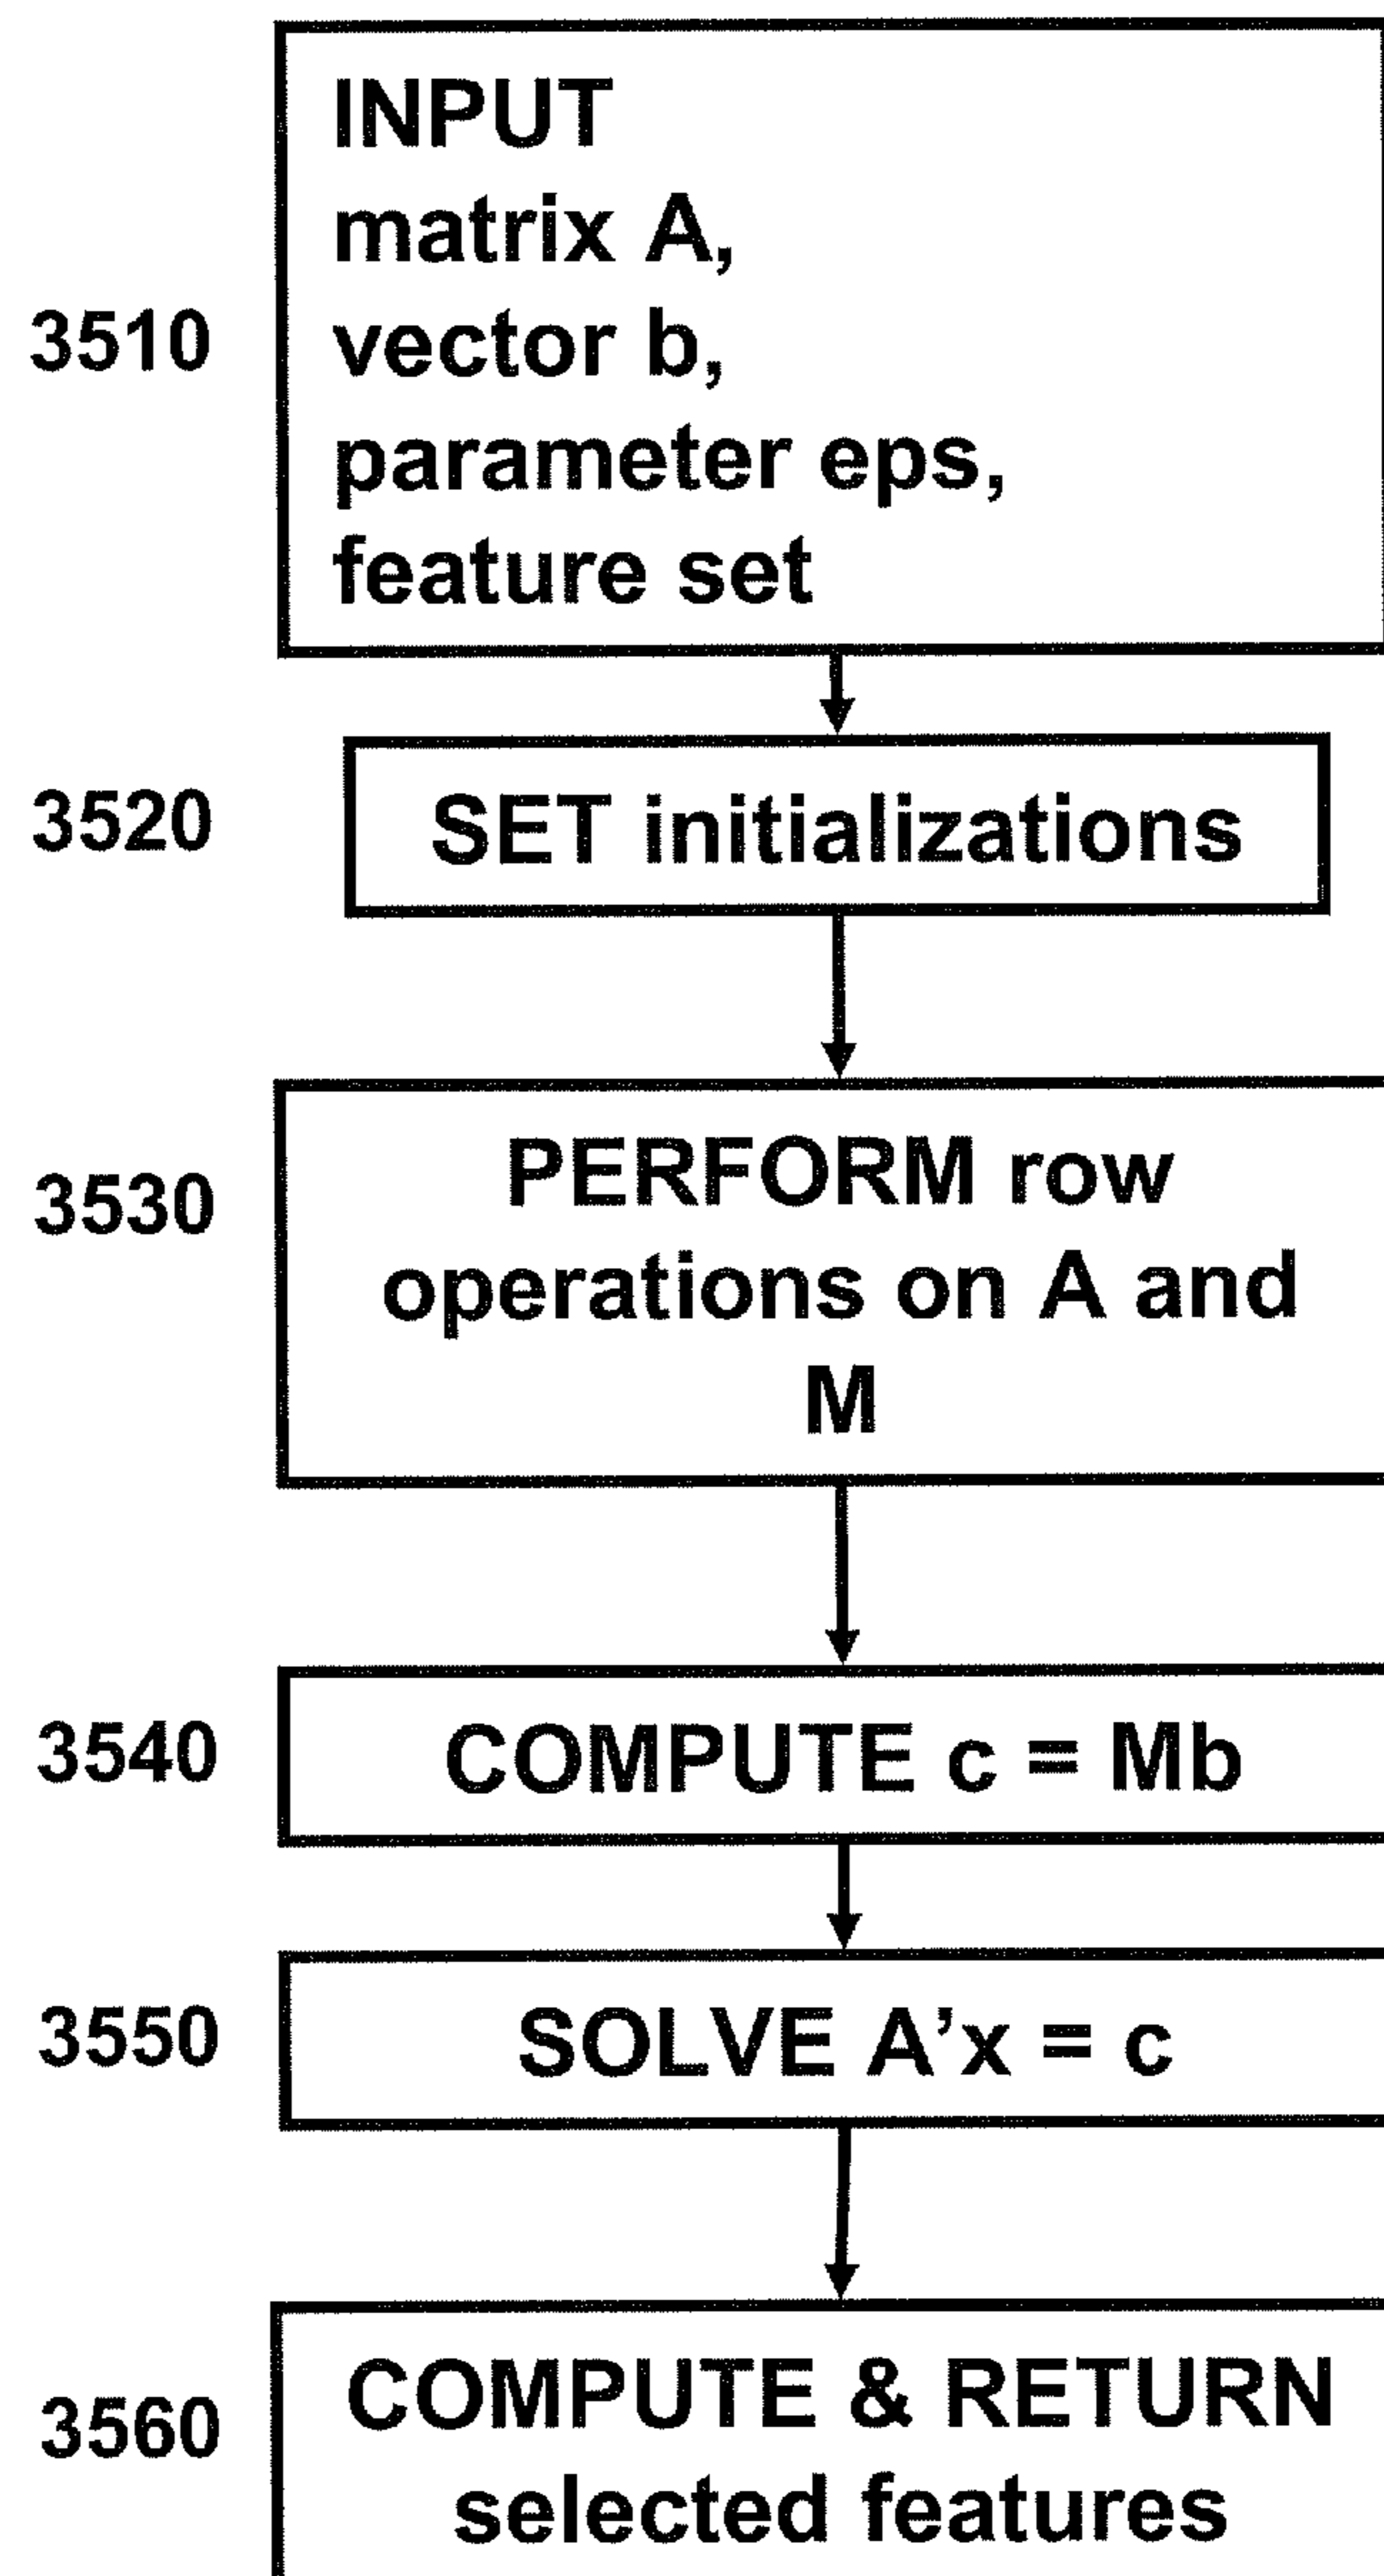 INPUT
matrix A,
vector b,
parameter eps,
feature set
3510
SET initializations
3520
PERFORM row
operations on A and
M
3530
COMPUTE c = Mb
3540
SOLVE A’x = c
3550
COMPUTE & RETURN
selected features
3560